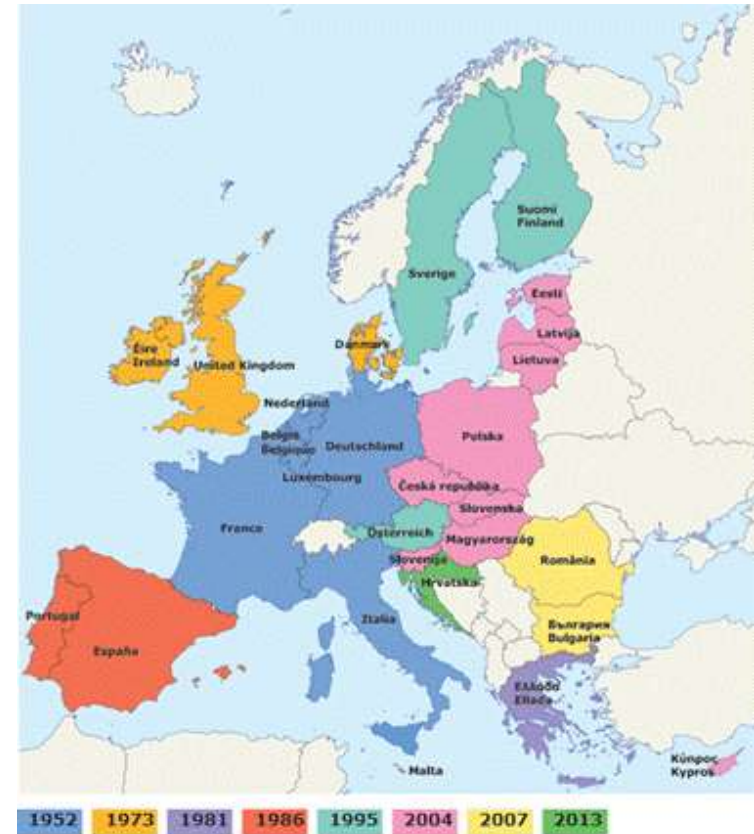 Suomi
Finland
Sverige
Eesti
Latvija
Lietuva
Danmark
Éire
Ireland
United Kingdom
Nederland
België
Belgique
Deutschland
Polska
Luxembourg
Česká republika
Slovensko
France
Österreich
Magyarország
Slovenija
Hrvatska
România
Portugal
España
Italia
България
Bulgaria
Ελλάδα
Ellada
Malta
Κύπρος
Kypros
1952 1973 1981 1986 1995 2004 2007 2013